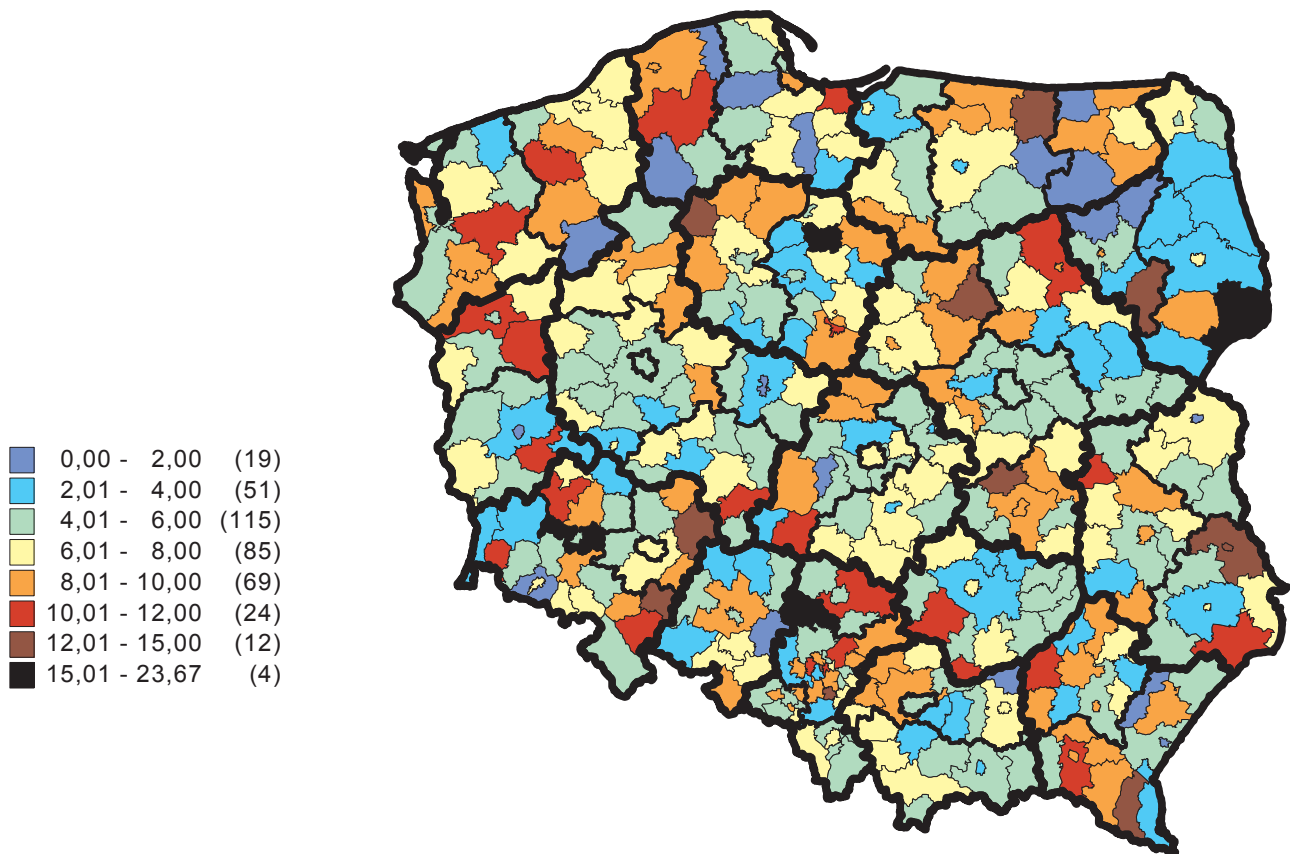 0,00 - 2,00 (19)
2,01 - 4,00 (51)
4,01 - 6,00 (115)
6,01 - 8,00 (85)
8,01 - 10,00 (69)
10,01 - 12,00 (24)
12,01 - 15,00 (12)
15,01 - 23,67 (4)